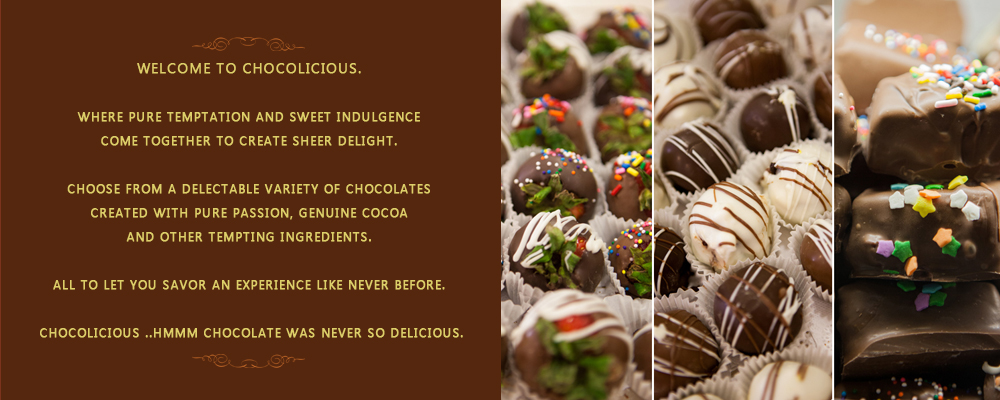 WELCOME TO CHOCOLICIOUS.
WHERE PURE TEMPTATION AND SWEET INDULGENCE
COME TOGETHER TO CREATE SHEER DELIGHT.
CHOOSE FROM A DELECTABLE VARIETY OF CHOCOLATES
CREATED WITH PURE PASSION, GENUINE COCOA
AND OTHER TEMPTING INGREDIENTS.
ALL TO LET YOU SAVOR AN EXPERIENCE LIKE NEVER BEFORE.
CHOCOLICIOUS ..HMMM CHOCOLATE WAS NEVER SO DELICIOUS.